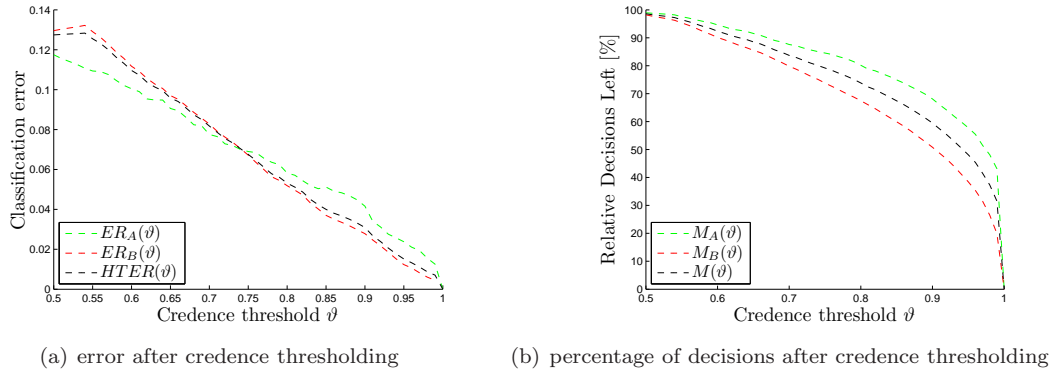 0.14
0.12
0.1
0.08
0.06
0.04
0.02
0
Classification error
0.5 0.55 0.6 0.65 0.7 0.75 0.8 0.85 0.9 0.95 1
Credence threshold ϑ
ER_A(ϑ)
ER_B(ϑ)
HTER(ϑ)
(a) error after credence thresholding
100
90
80
70
60
50
40
30
20
10
0
Relative Decisions Left [%]
0.5 0.6 0.7 0.8 0.9 1
Credence threshold ϑ
M_A(ϑ)
M_B(ϑ)
M(ϑ)
(b) percentage of decisions after credence thresholding